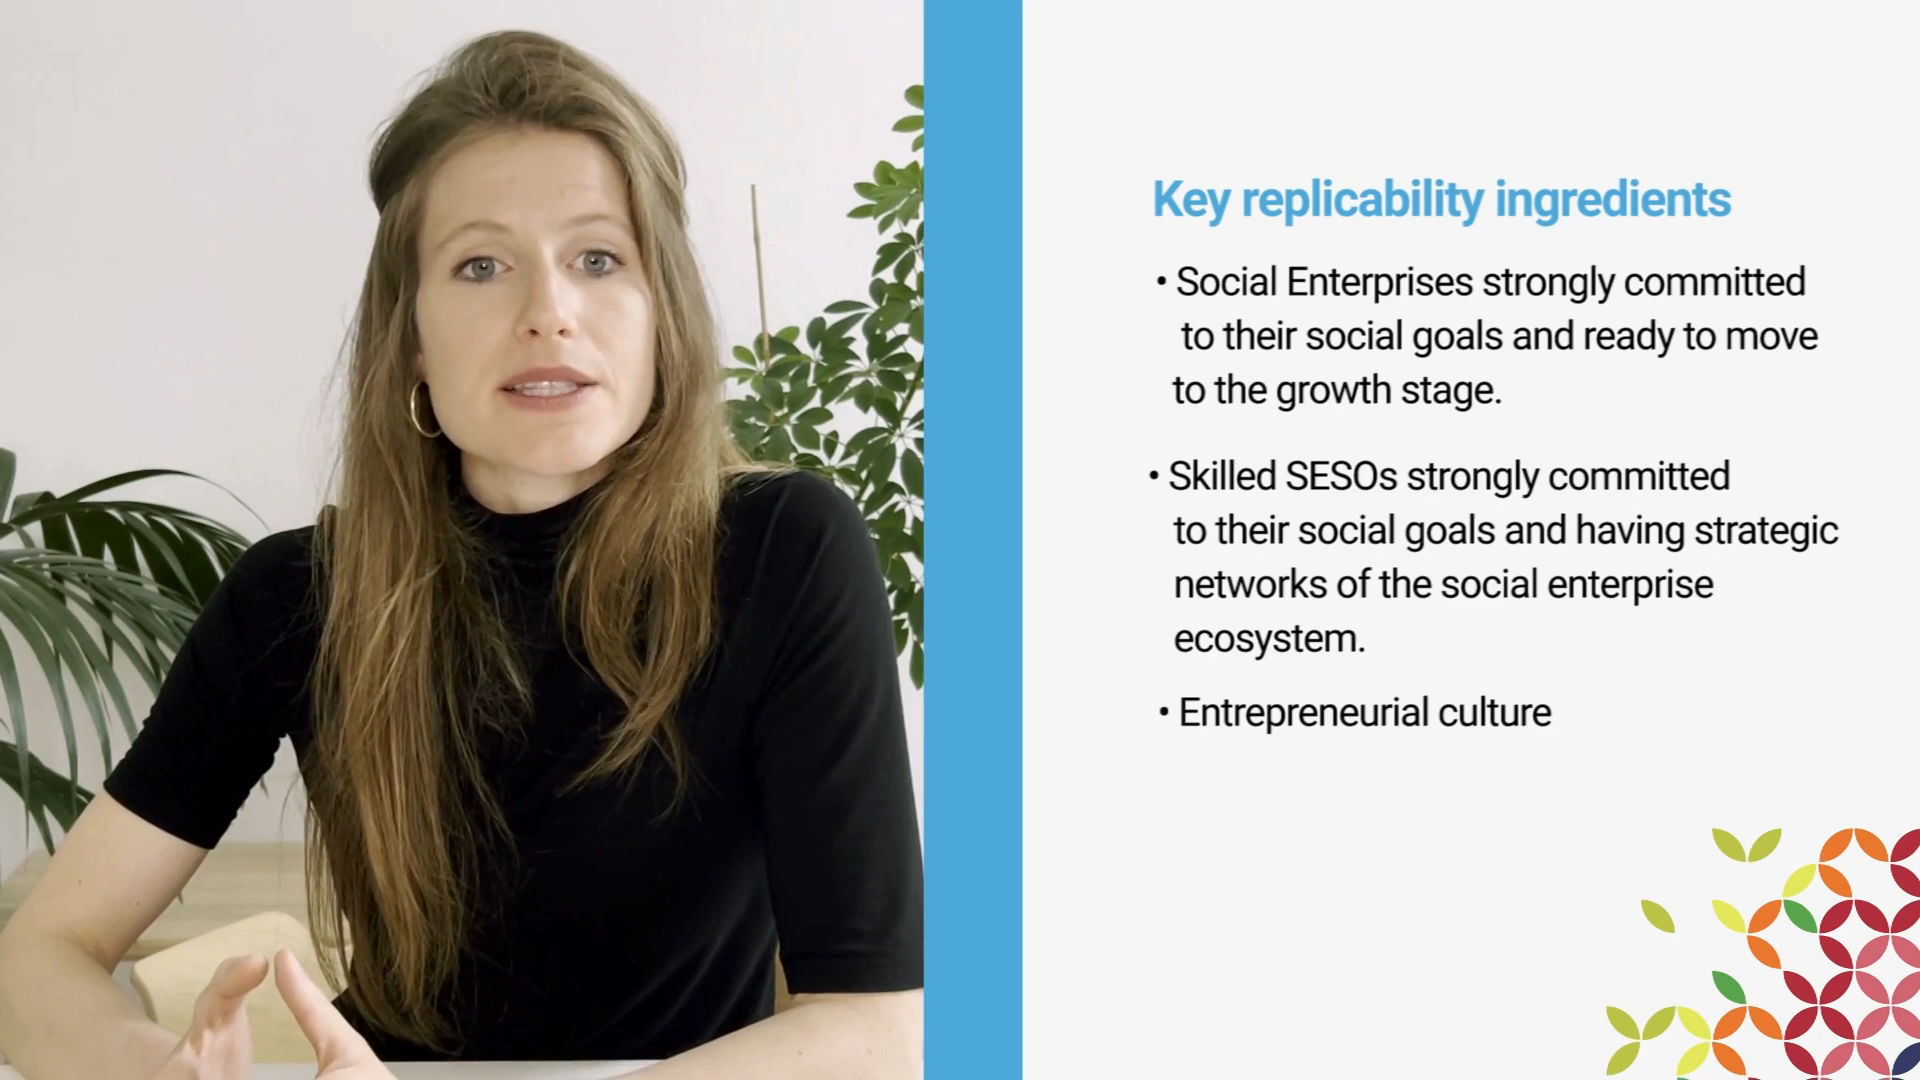 Key replicability ingredients
• Social Enterprises strongly committed
to their social goals and ready to move
to the growth stage.
• Skilled SESOs strongly committed
to their social goals and having strategic
networks of the social enterprise
ecosystem.
• Entrepreneurial culture